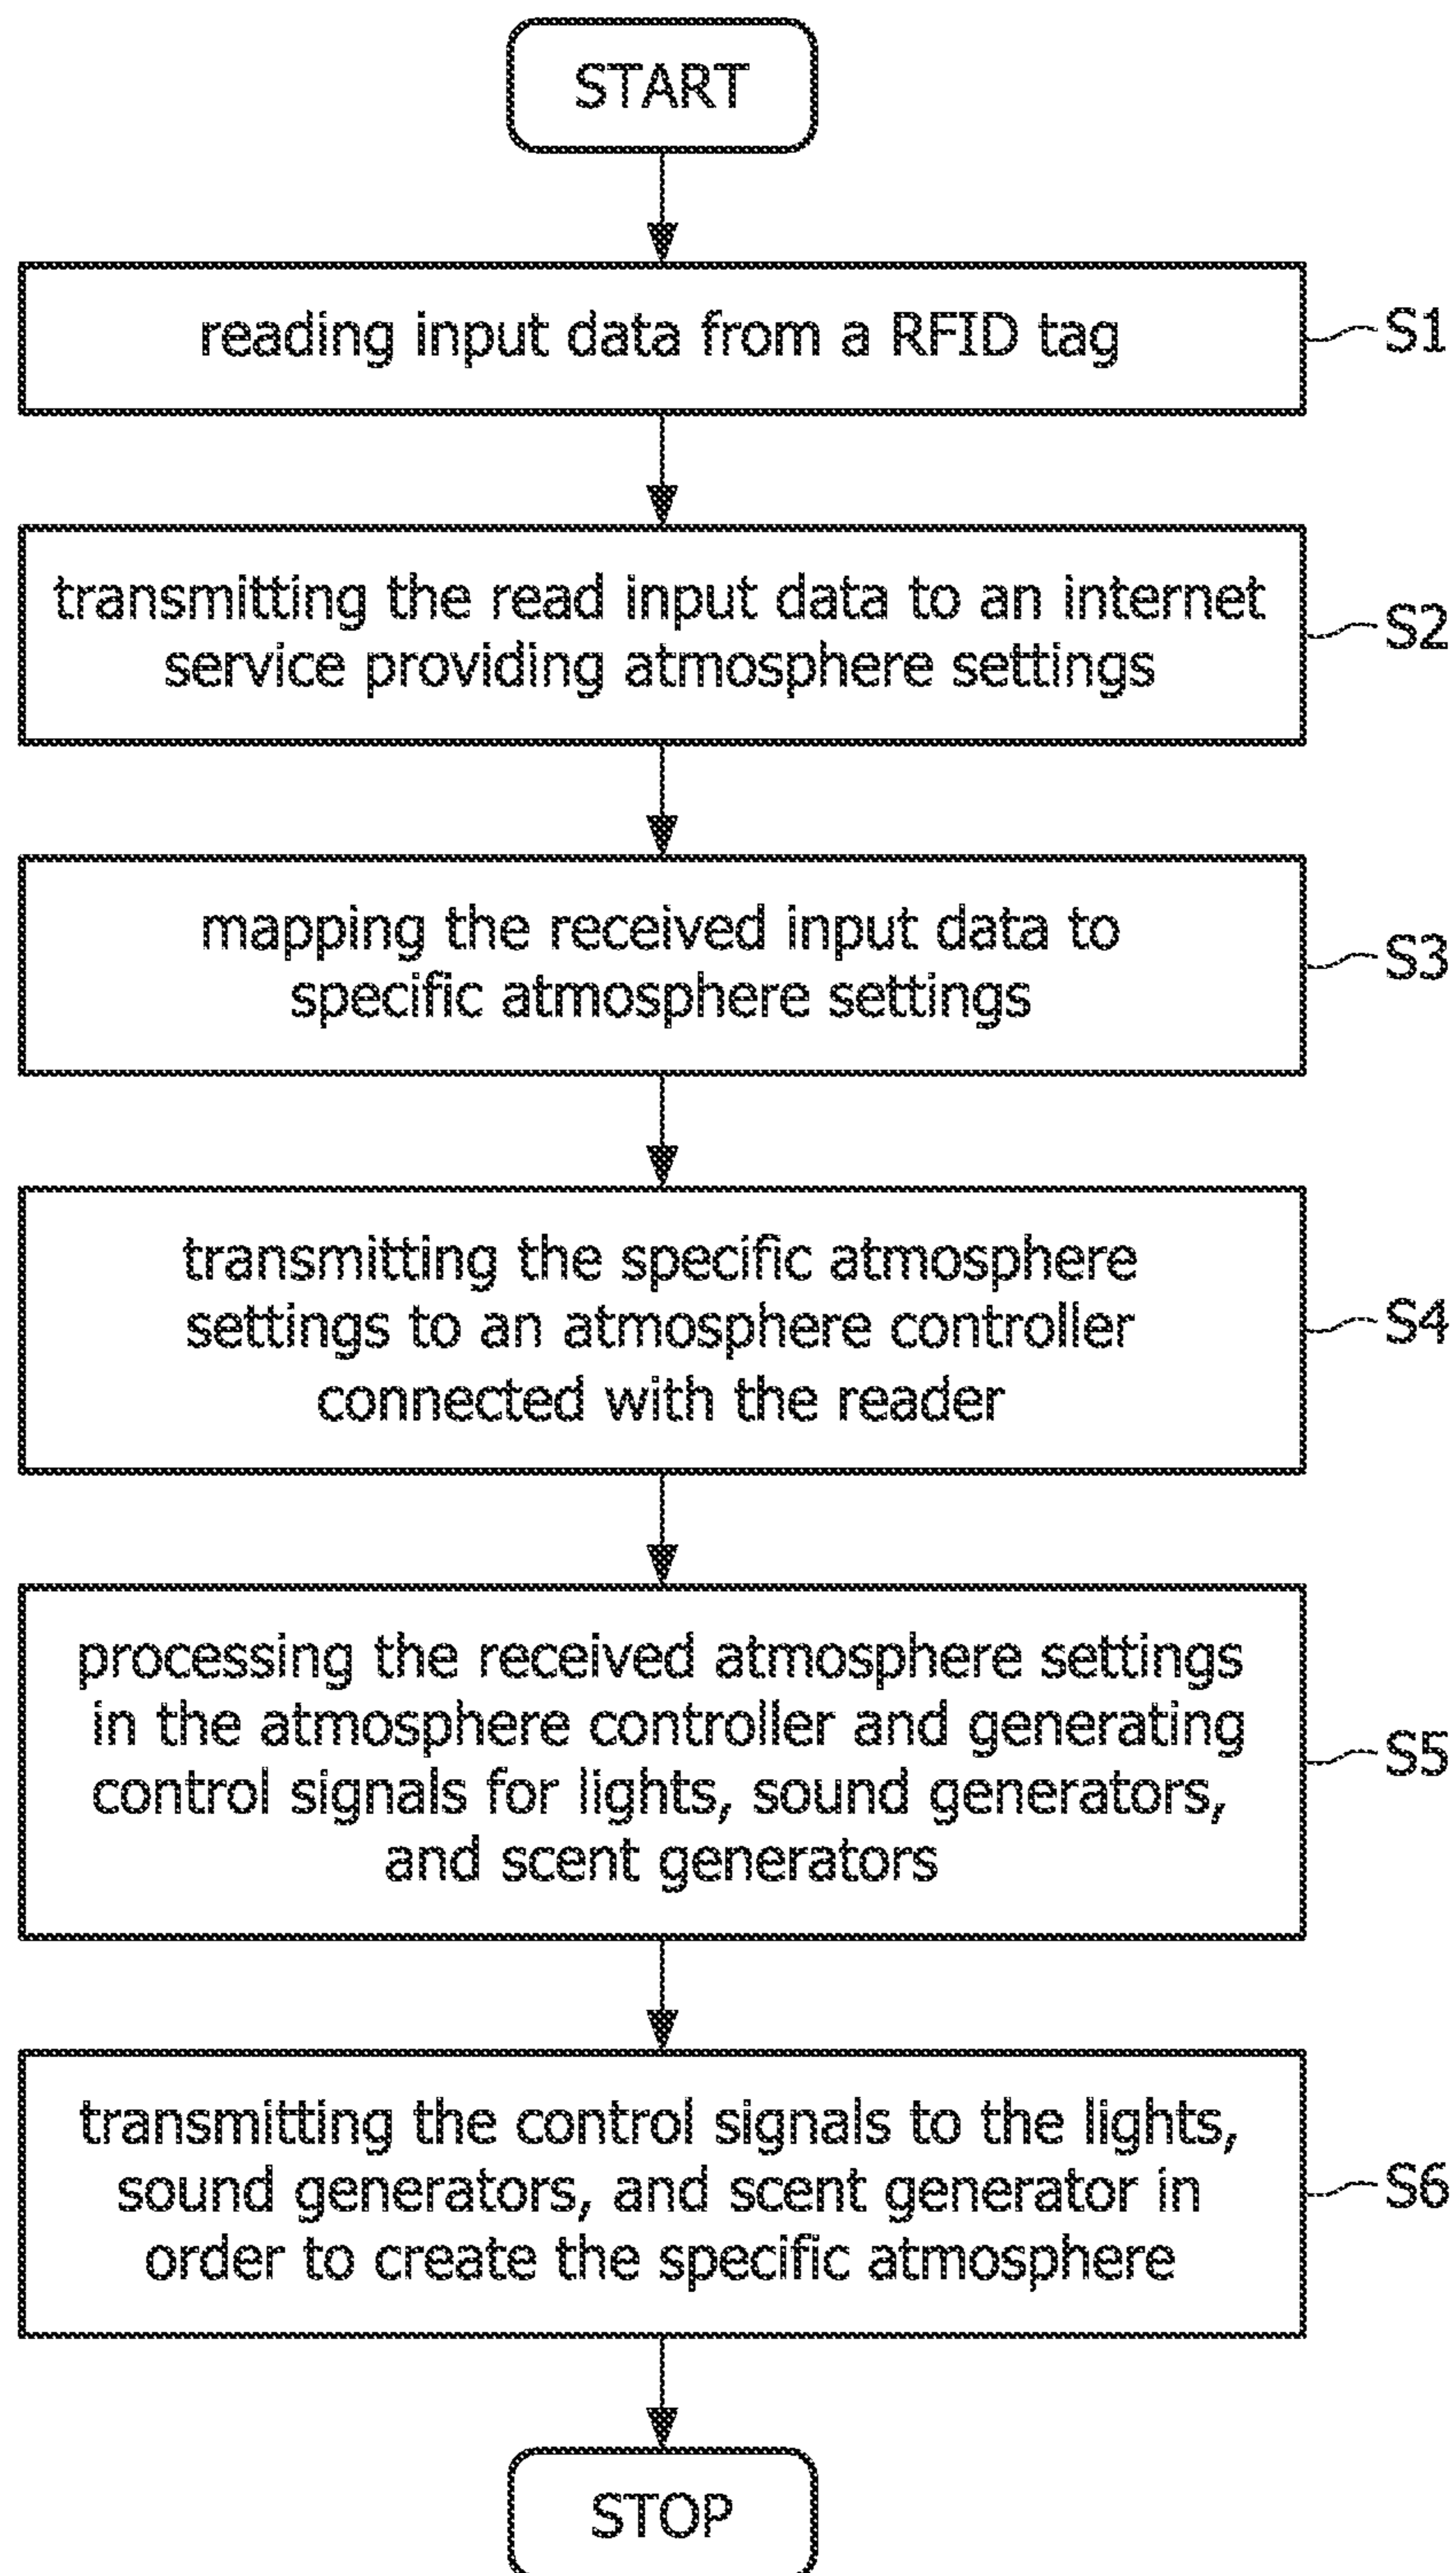 START
reading input data from a RFID tag
S1
transmitting the read input data to an internet
service providing atmosphere settings
S2
mapping the received input data to
specific atmosphere settings
S3
transmitting the specific atmosphere
settings to an atmosphere controller
connected with the reader
S4
processing the received atmosphere settings
in the atmosphere controller and generating
control signals for lights, sound generators,
and scent generators
S5
transmitting the control signals to the lights,
sound generators, and scent generator in
order to create the specific atmosphere
S6
STOP